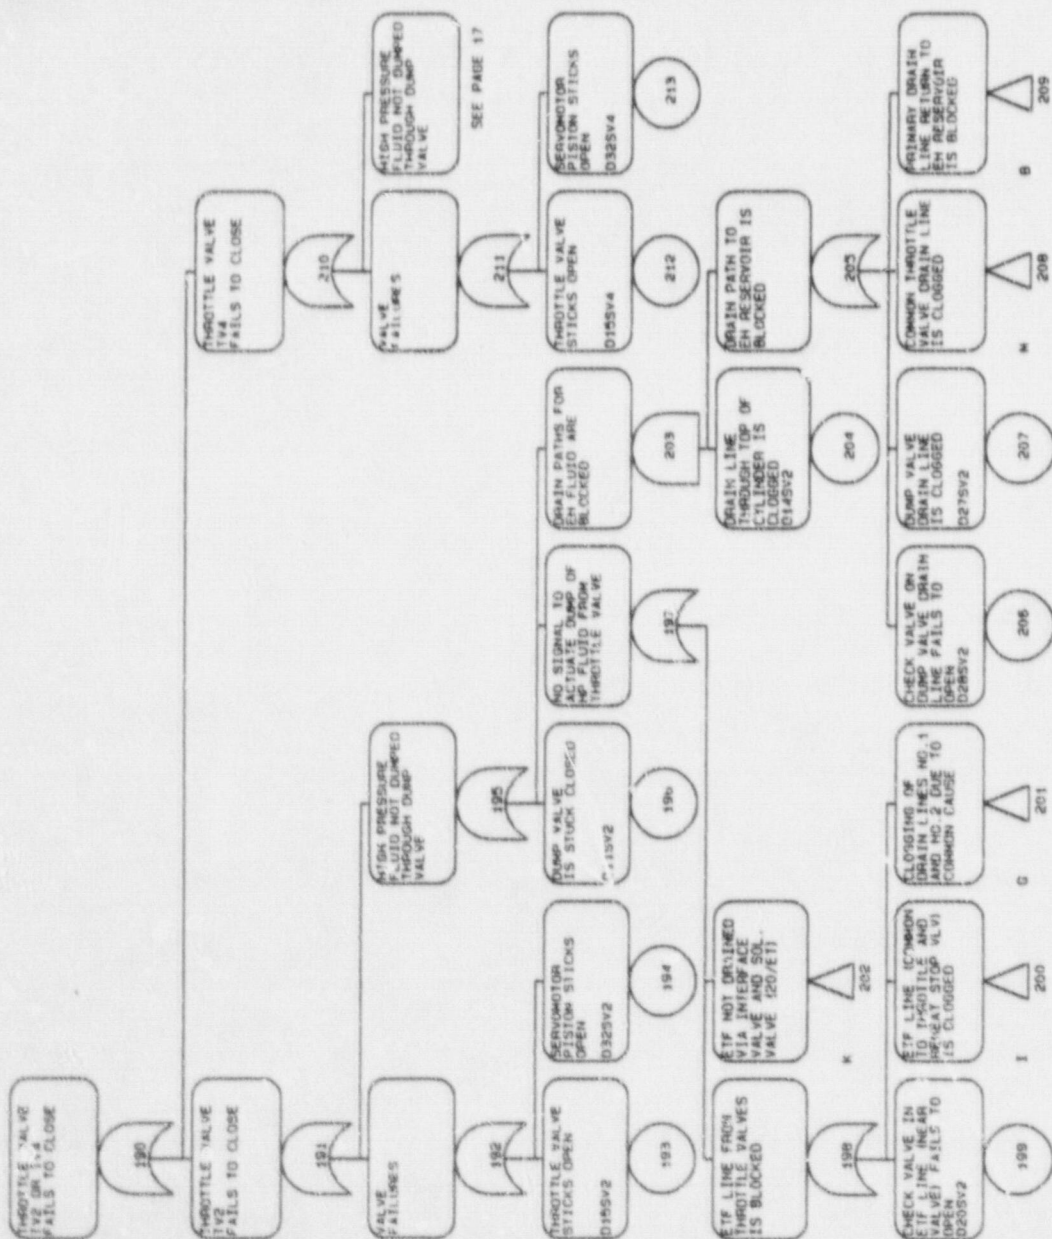 THROTTLE VALVE
TV2 OR TV4
FAILS TO CLOSE
190
THROTTLE VALVE
TV2
FAILS TO CLOSE
191
THROTTLE VALVE
TV4
FAILS TO CLOSE
210
VALVE
FAILURES
192
HIGH PRESSURE
FLUID NOT DUMPED
THROUGH DUMP
VALVE
195
VALVE
FAILURES
211
HIGH PRESSURE
FLUID NOT DUMPED
THROUGH DUMP
VALVE
SEE PAGE 17
THROTTLE VALVE
STICKS OPEN
D15SV2
193
SERVOMOTOR
PISTON STICKS
OPEN
D32SV2
194
DUMP VALVE
IS STUCK CLOSED
196
NO SIGNAL TO
ACTUATE DUMP OF
HP FLUID FROM
THROTTLE VALVE
197
DRAIN PATHS FOR
EH FLUID ARE
BLOCKED
203
THROTTLE VALVE
STICKS OPEN
D15SV4
212
SERVOMOTOR
PISTON STICKS
OPEN
D32SV4
213
ETF LINE FROM
THROTTLE VALVES
IS BLOCKED
198
ETF NOT DRAINED
VIA INTERFACE
VALVE AND SOL.
VALVE (20/ET)
K
202
DRAIN LINE
THROUGH TOP OF
CYLINDER IS
CLOGGED
D14SV2
204
DRAIN PATH TO
EH RESERVOIR IS
BLOCKED
205
CHECK VALVE IN
ETF LINE (NEAR
VALVE) FAILS TO
OPEN
D20SV2
199
ETF LINE (COMMON
TO THROTTLE AND
REHEAT STOP VLV)
IS CLOGGED
I
200
CLOGGING OF
DRAIN LINES NO.1
AND NO.2 DUE TO
COMMON CAUSE
G
201
CHECK VALVE ON
DUMP VALVE DRAIN
LINE FAILS TO
OPEN
D28SV2
206
DUMP VALVE
DRAIN LINE
IS CLOGGED
D27SV2
207
COMMON THROTTLE
VALVE DRAIN LINE
IS CLOGGED
M
208
PRIMARY DRAIN
LINE RETURN TO
EH RESERVOIR
IS BLOCKED
B
209